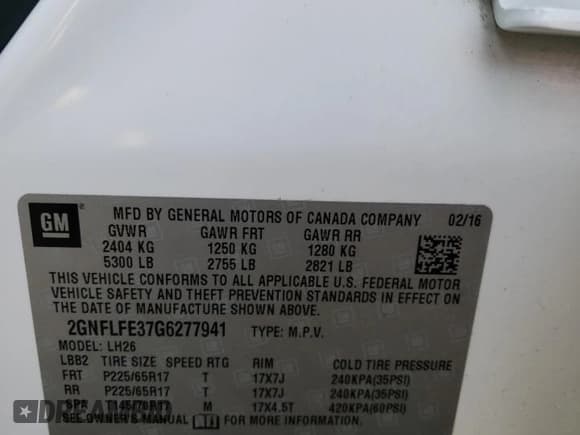 GM ®
MFD BY GENERAL MOTORS OF CANADA COMPANY 02/16
GVWR GAWR FRT GAWR RR
2404 KG 1250 KG 1280 KG
5300 LB 2755 LB 2821 LB
THIS VEHICLE CONFORMS TO ALL APPLICABLE U.S. FEDERAL MOTOR
VEHICLE SAFETY AND THEFT PREVENTION STANDARDS IN EFFECT ON
THE DATE OF MANUFACTURE SHOWN ABOVE.
2GNFLFE37G6277941 TYPE: M.P.V.
MODEL: LH26
LBB2 TIRE SIZE SPEED RTG RIM COLD TIRE PRESSURE
FRT P225/65R17 T 17X7J 240KPA(35PSI)
RR P225/65R17 T 17X7J 240KPA(35PSI)
SPA M 17X4.5T 420KPA(60PSI)
SEE OWNER'S MANUAL FOR MORE INFORMATION.